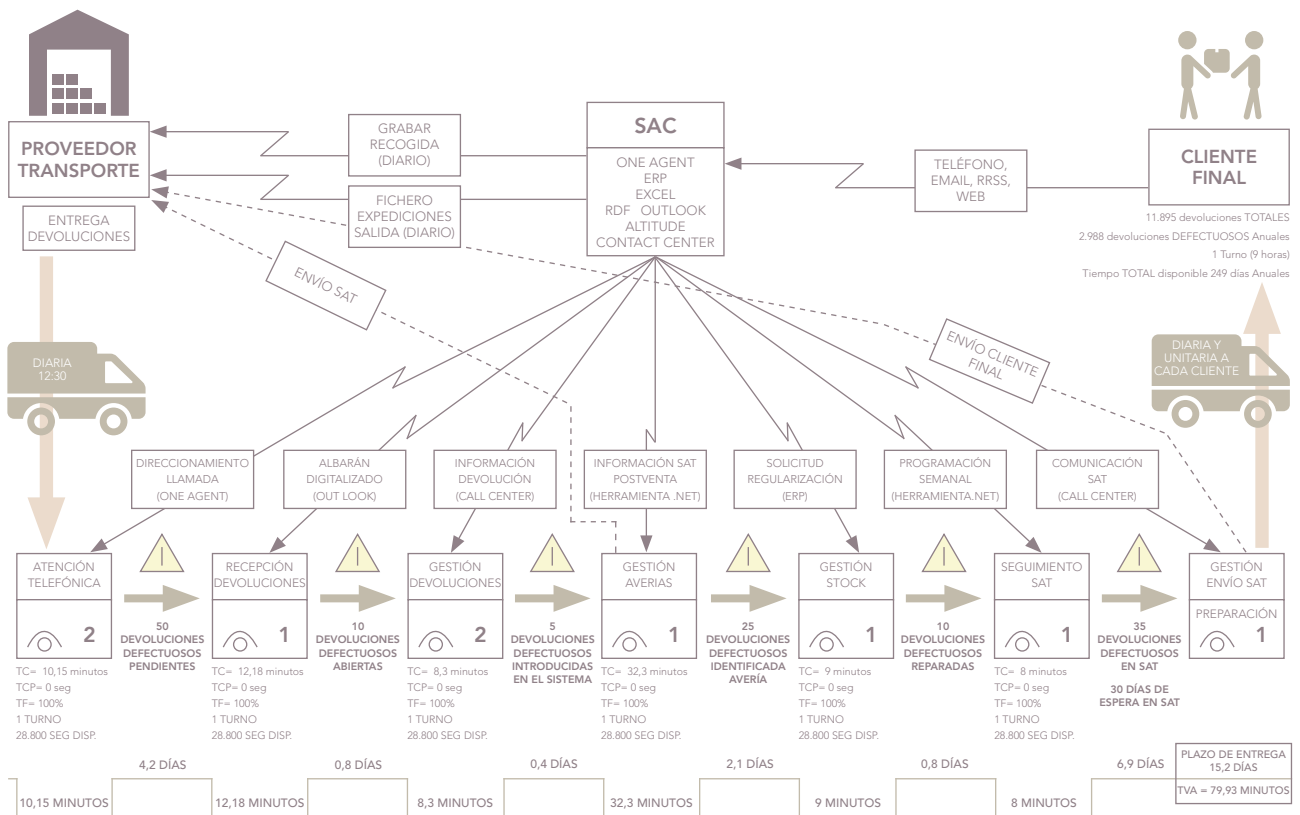 PROVEEDOR
TRANSPORTE
ENTREGA
DEVOLUCIONES
GRABAR
RECOGIDA
(DIARIO)
FICHERO
EXPEDICIONES
SALIDA (DIARIO)
SAC
ONE AGENT
ERP
EXCEL
RDF OUTLOOK
ALTITUDE
CONTACT CENTER
TELÉFONO,
EMAIL, RRSS,
WEB
CLIENTE
FINAL
11.895 devoluciones TOTALES
2.988 devoluciones DEFECTUOSOS Anuales
1 Turno (9 horas)
Tiempo TOTAL disponible 249 días Anuales
ENVÍO SAT
ENVÍO CLIENTE
FINAL
DIARIA
12:30
DIARIA Y
UNITARIA A
CADA CLIENTE
DIRECCIONAMIENTO
LLAMADA
(ONE AGENT)
ALBARÁN
DIGITALIZADO
(OUT LOOK)
INFORMACIÓN
DEVOLUCIÓN
(CALL CENTER)
INFORMACIÓN SAT
POSTVENTA
(HERRAMIENTA .NET)
SOLICITUD
REGULARIZACIÓN
(ERP)
PROGRAMACIÓN
SEMANAL
(HERRAMIENTA.NET)
COMUNICACIÓN
SAT
(CALL CENTER)
ATENCIÓN
TELEFÓNICA
2
TC= 10,15 minutos
TCP= 0 seg
TF= 100%
1 TURNO
28.800 SEG DISP.
50
DEVOLUCIONES
DEFECTUOSOS
PENDIENTES
RECEPCIÓN
DEVOLUCIONES
1
TC= 12,18 minutos
TCP= 0 seg
TF= 100%
1 TURNO
28.800 SEG DISP.
10
DEVOLUCIONES
DEFECTUOSOS
ABIERTAS
GESTIÓN
DEVOLUCIONES
2
TC= 8,3 minutos
TCP= 0 seg
TF= 100%
1 TURNO
28.800 SEG DISP.
5
DEVOLUCIONES
DEFECTUOSOS
INTRODUCIDAS
EN EL SISTEMA
GESTIÓN
AVERIAS
1
TC= 32,3 minutos
TCP= 0 seg
TF= 100%
1 TURNO
28.800 SEG DISP.
25
DEVOLUCIONES
DEFECTUOSOS
IDENTIFICADA
AVERÍA
GESTIÓN
STOCK
1
TC= 9 minutos
TCP= 0 seg
TF= 100%
1 TURNO
28.800 SEG DISP.
10
DEVOLUCIONES
DEFECTUOSOS
REPARADAS
SEGUIMIENTO
SAT
1
TC= 8 minutos
TCP= 0 seg
TF= 100%
1 TURNO
28.800 SEG DISP.
35
DEVOLUCIONES
DEFECTUOSOS
EN SAT
30 DÍAS DE
ESPERA EN SAT
GESTIÓN
ENVÍO SAT
PREPARACIÓN
1
4,2 DÍAS
0,8 DÍAS
0,4 DÍAS
2,1 DÍAS
0,8 DÍAS
6,9 DÍAS
PLAZO DE ENTREGA
15,2 DÍAS
10,15 MINUTOS
12,18 MINUTOS
8,3 MINUTOS
32,3 MINUTOS
9 MINUTOS
8 MINUTOS
TVA = 79,93 MINUTOS